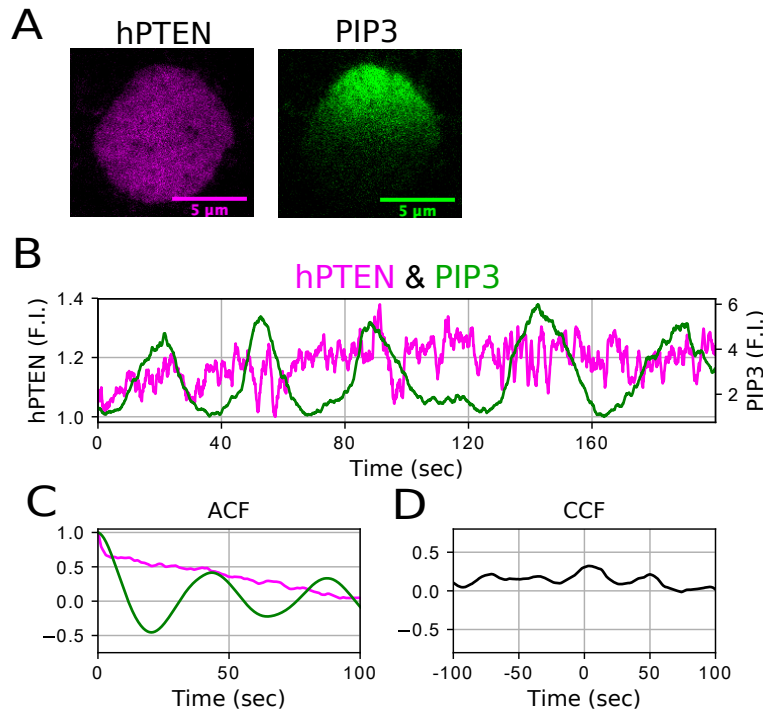 A
hPTEN PIP3
5 μm 5 μm
B
hPTEN & PIP3
hPTEN (F.I.)
1.4
1.2
1.0
6
4
2
PIP3 (F.I.)
0 40 80 120 160
Time (sec)
C ACF D CCF
1.0
0.5
0.0
−0.5
0 50 100
Time (sec)
0.5
0.0
−0.5
-100 -50 0 50 100
Time (sec)